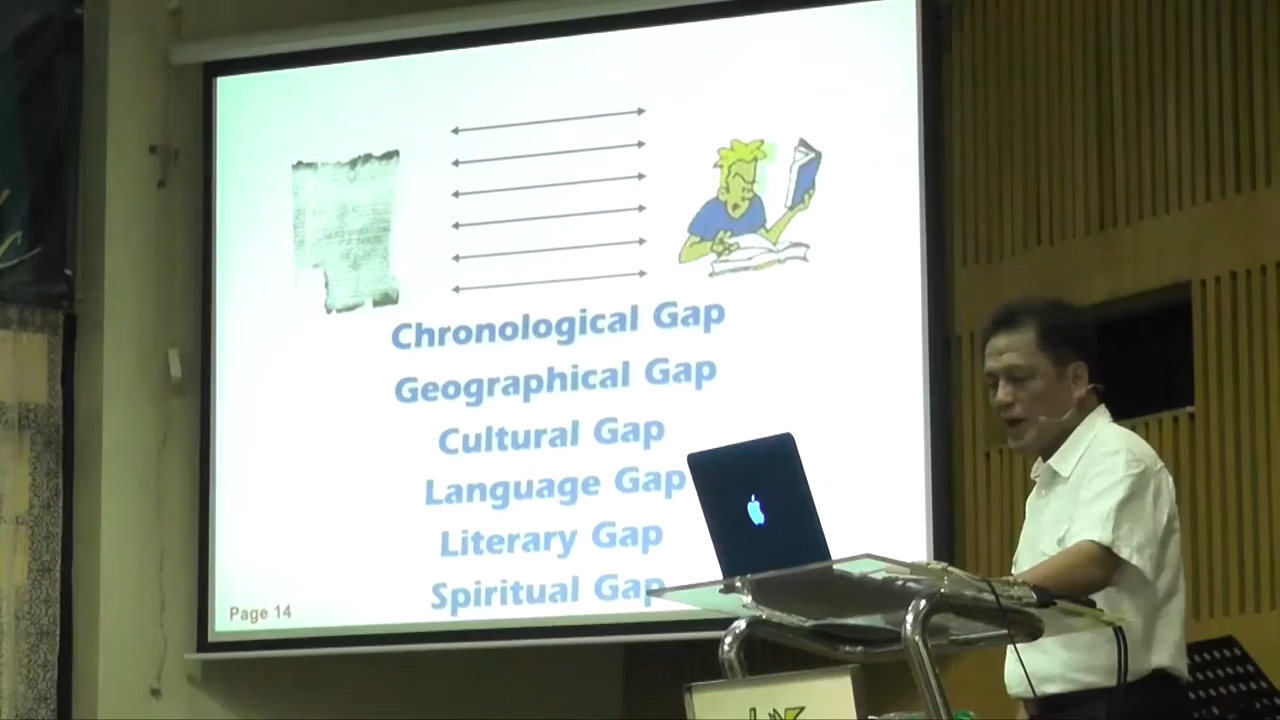 Chronological Gap
Geographical Gap
Cultural Gap
Language Gap
Literary Gap
Spiritual Gap
Page 14